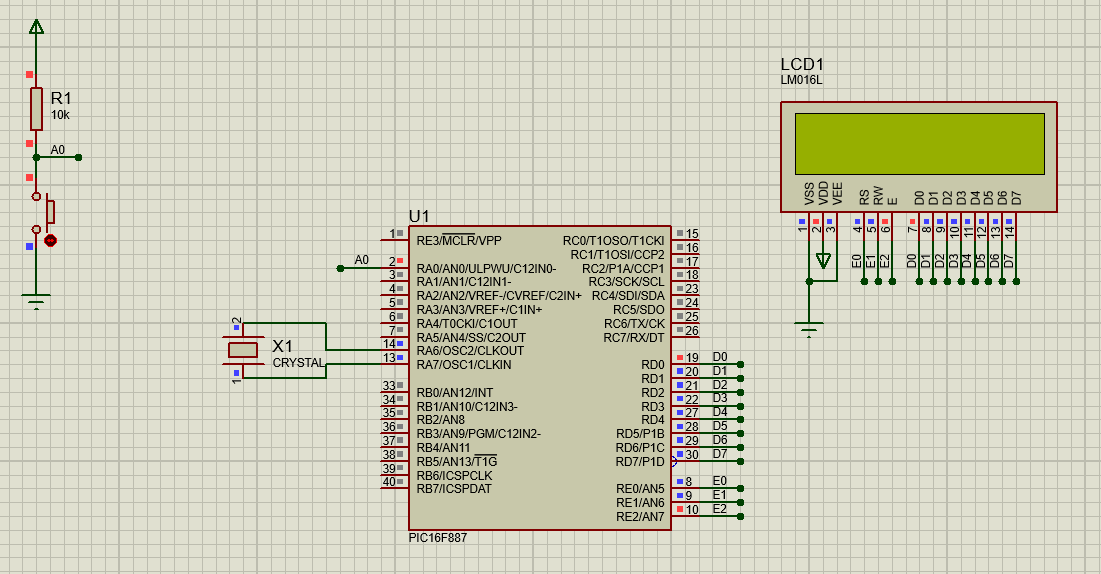 R1
10k
A0
LCD1
LM016L
VSS
VDD
VEE
RS
RW
E
D0
D1
D2
D3
D4
D5
D6
D7
1
2
3
4
5
6
7
8
9
10
11
12
13
14
E0
E1
E2
D0
D1
D2
D3
D4
D5
D6
D7
U1
1 RE3/MCLR/VPP
A0 2 RA0/AN0/ULPWU/C12IN0-
3 RA1/AN1/C12IN1-
4 RA2/AN2/VREF-/CVREF/C2IN+
5 RA3/AN3/VREF+/C1IN+
6 RA4/T0CKI/C1OUT
7 RA5/AN4/SS/C2OUT
14 RA6/OSC2/CLKOUT
13 RA7/OSC1/CLKIN
33 RB0/AN12/INT
34 RB1/AN10/C12IN3-
35 RB2/AN8
36 RB3/AN9/PGM/C12IN2-
37 RB4/AN11
38 RB5/AN13/T1G
39 RB6/ICSPCLK
40 RB7/ICSPDAT
RC0/T1OSO/T1CKI 15
RC1/T1OSI/CCP2 16
RC2/P1A/CCP1 17
RC3/SCK/SCL 18
RC4/SDI/SDA 23
RC5/SDO 24
RC6/TX/CK 25
RC7/RX/DT 26
RD0 19 D0
RD1 20 D1
RD2 21 D2
RD3 22 D3
RD4 27 D4
RD5/P1B 28 D5
RD6/P1C 29 D6
RD7/P1D 30 D7
RE0/AN5 8 E0
RE1/AN6 9 E1
RE2/AN7 10 E2
PIC16F887
2
X1
CRYSTAL
1